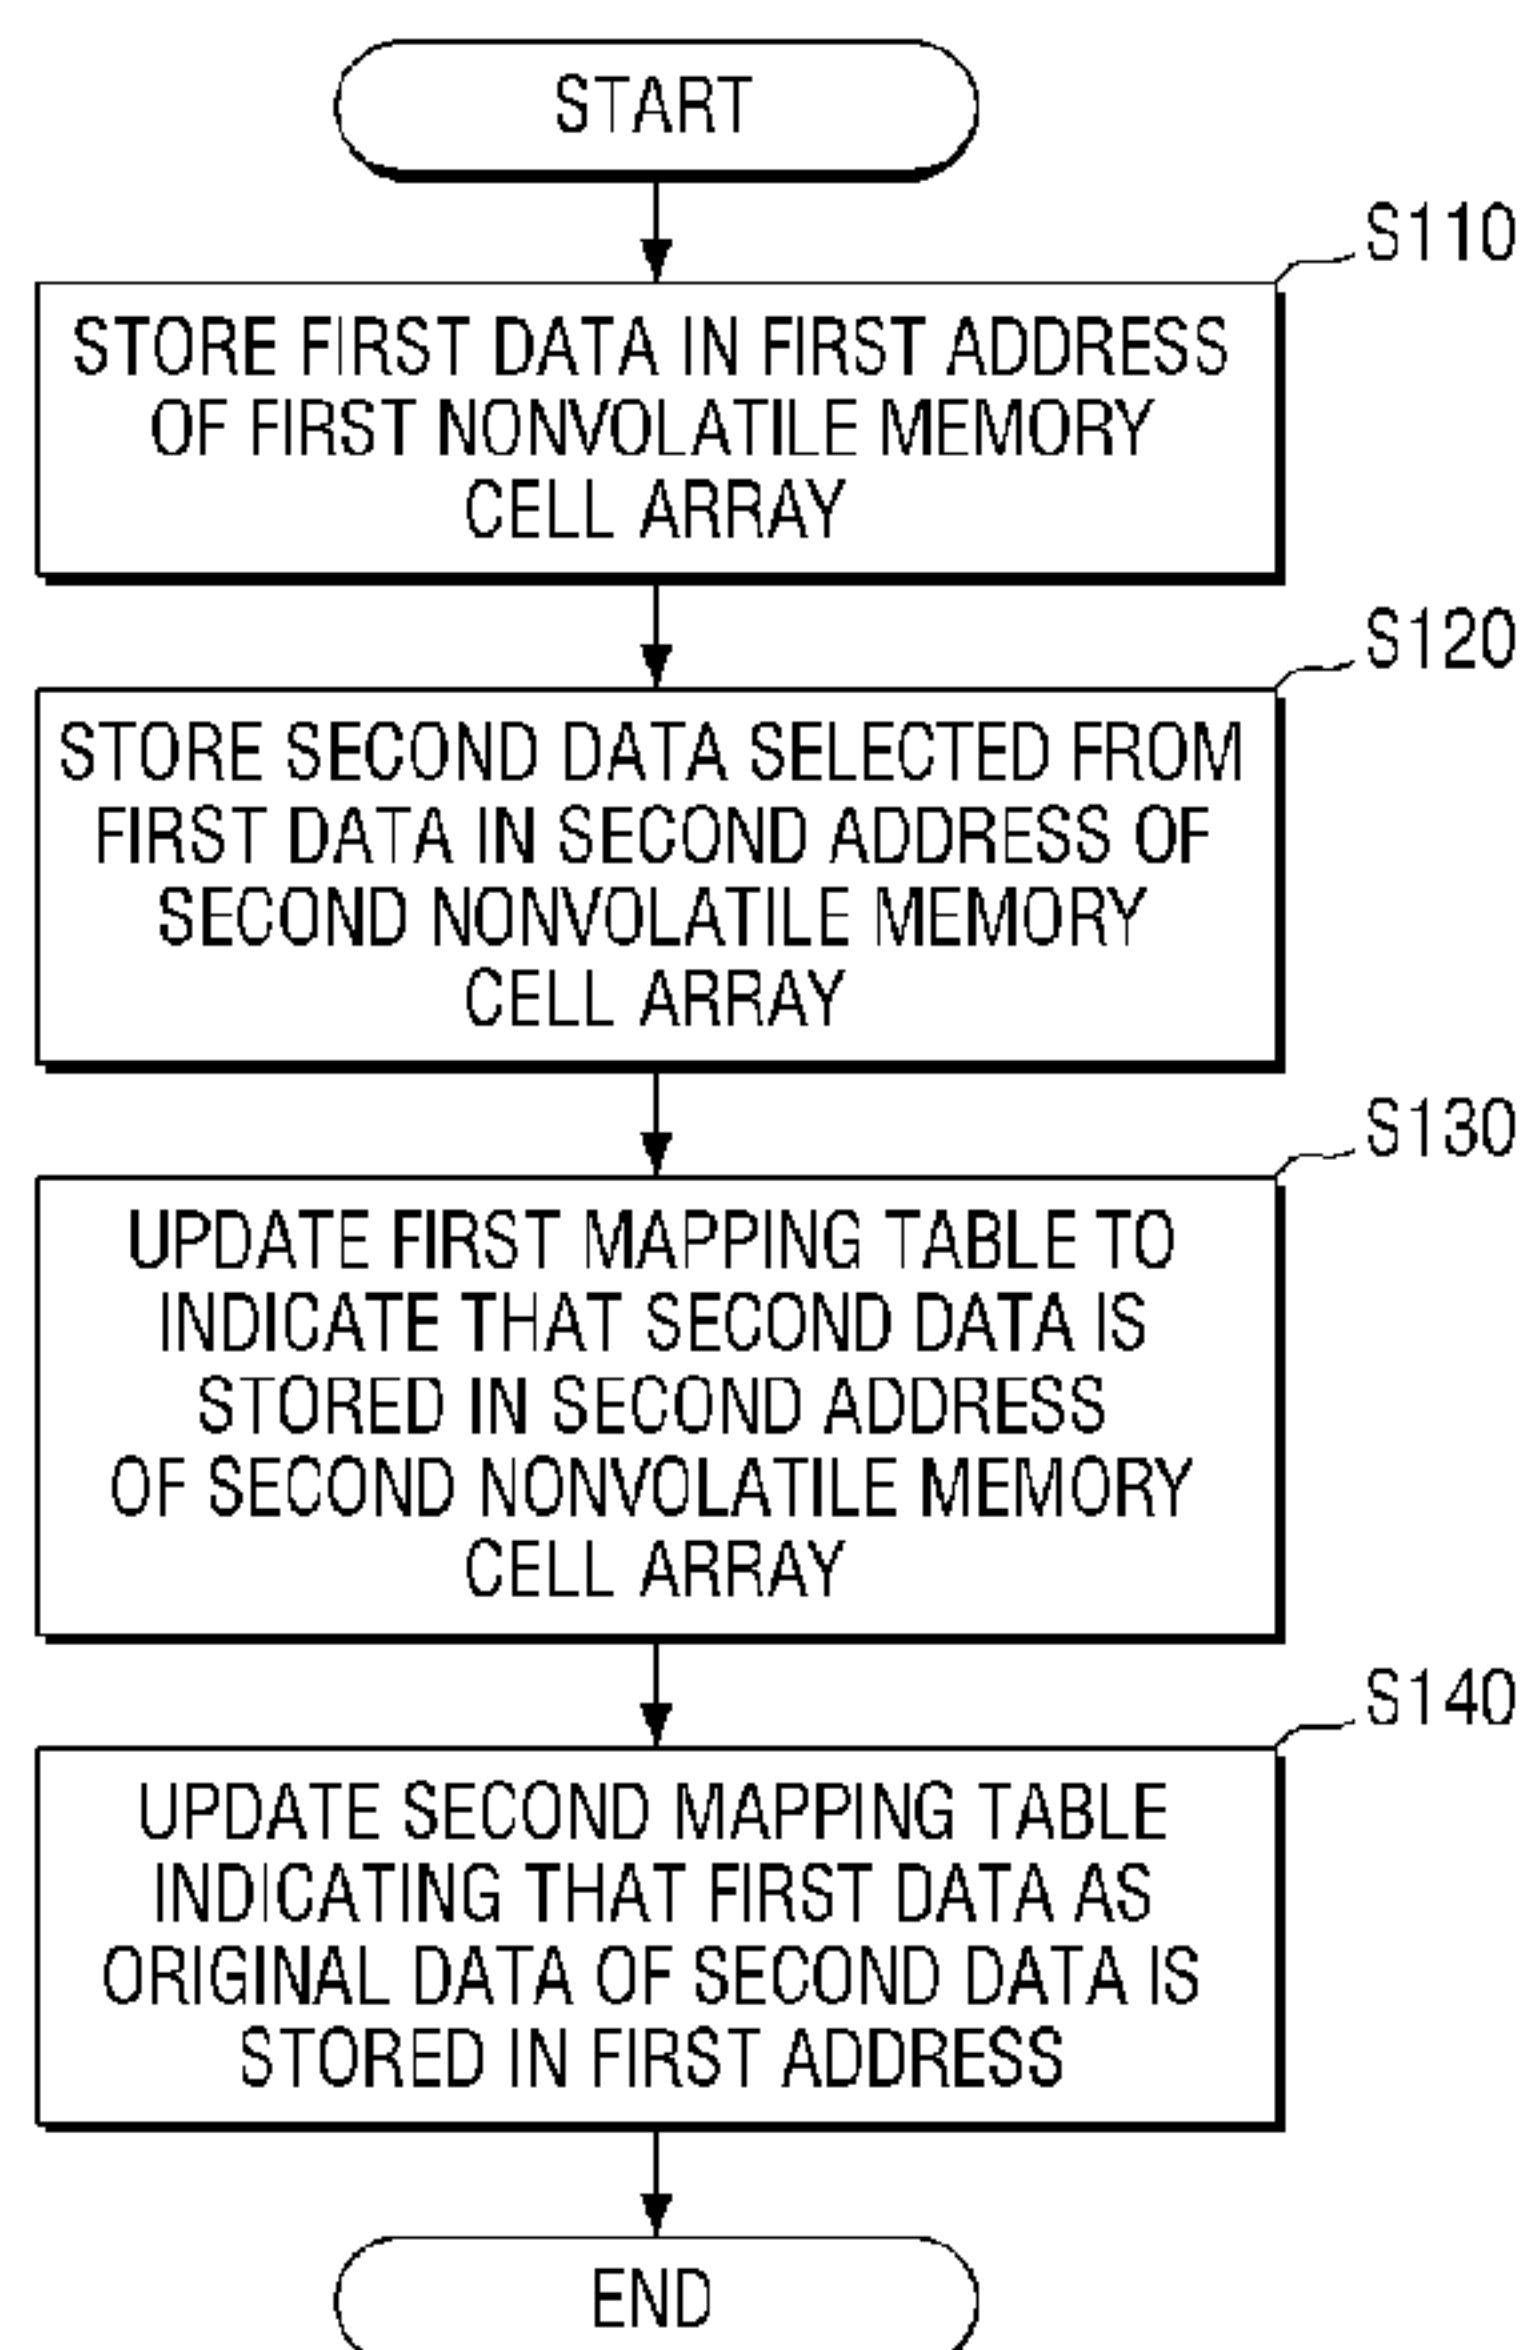 START
S110
STORE FIRST DATA IN FIRST ADDRESS
OF FIRST NONVOLATILE MEMORY
CELL ARRAY
S120
STORE SECOND DATA SELECTED FROM
FIRST DATA IN SECOND ADDRESS OF
SECOND NONVOLATILE MEMORY
CELL ARRAY
S130
UPDATE FIRST MAPPING TABLE TO
INDICATE THAT SECOND DATA IS
STORED IN SECOND ADDRESS
OF SECOND NONVOLATILE MEMORY
CELL ARRAY
S140
UPDATE SECOND MAPPING TABLE
INDICATING THAT FIRST DATA AS
ORIGINAL DATA OF SECOND DATA IS
STORED IN FIRST ADDRESS
END